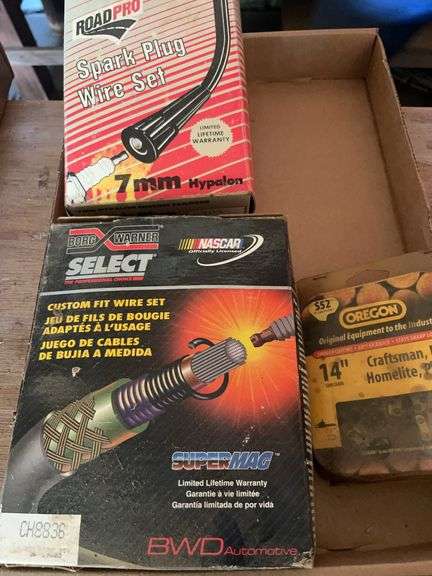 ROADPRO
Spark Plug
Wire Set
LIMITED
LIFETIME
WARRANTY
7mm Hypalon
BORG WARNER
SELECT
THE PROFESSIONAL CHOICE
NASCAR
Officially Licensed
CUSTOM FIT WIRE SET
JEU DE FILS DE BOUGIE
ADAPTÉS À L'USAGE
JUEGO DE CABLES
DE BUJIA A MEDIDA
SUPERMAG™
Limited Lifetime Warranty
Garantie à vie limitée
Garantía limitada de por vida
CH8836
BWD Automotive
S52
OREGON
Original Equipment to the Indust
14"
Craftsman,
Homelite, P